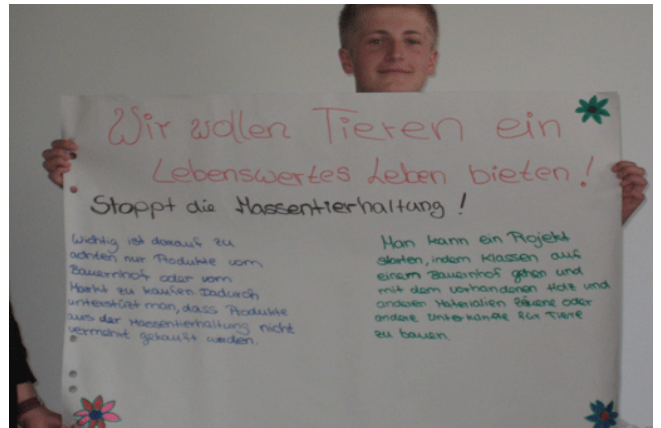 Wir wollen Tieren ein
Lebenswertes Leben bieten!
Stoppt die Massentierhaltung!
Wichtig ist darauf zu
achten nur Produkte vom
Bauernhof oder vom
Markt zu kaufen. Dadurch
unterstüzt man, dass Produkte
aus der Massentierhaltung nicht
vermehrt gekauft werden.
Man kann ein Projekt
starten, indem Klassen auf
einem Bauernhof gehen und
mit dem vorhandenen Holz und
anderen Materialien Zäune oder
andere Unterkünfte für Tiere
zu bauen.